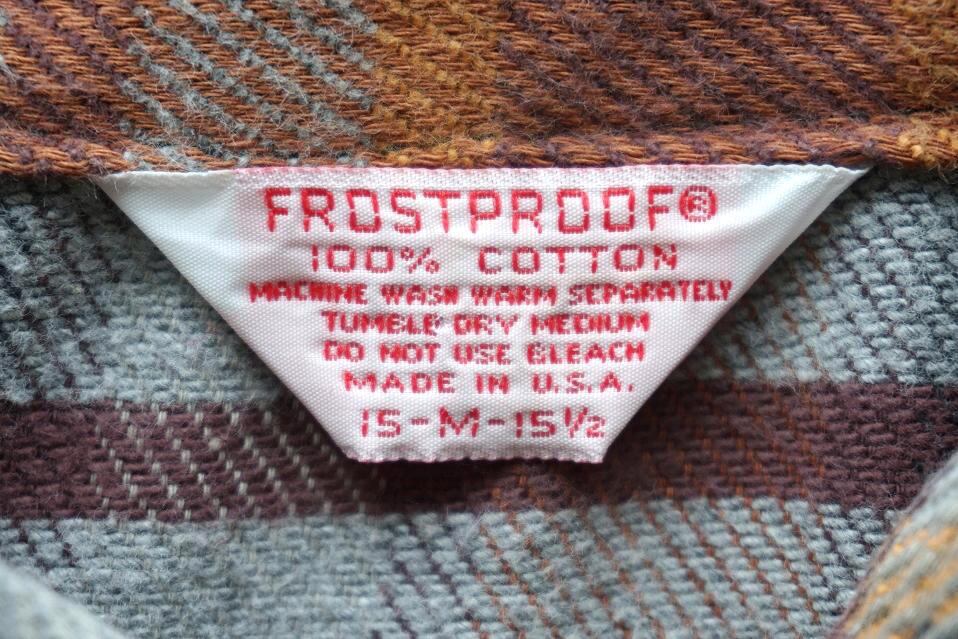 FROSTPROOF®
100% COTTON
MACHINE WASH WARM SEPARATELY
TUMBLE DRY MEDIUM
DO NOT USE BLEACH
MADE IN U.S.A.
15-M-15½